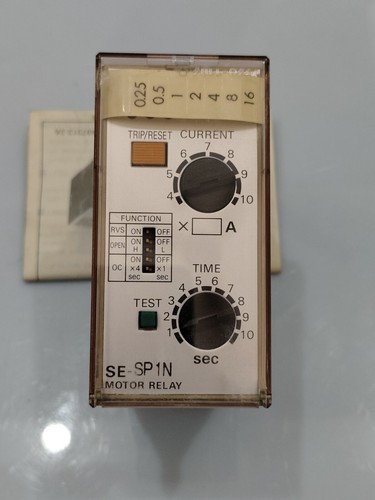 0.25 0.5 1 2 4 8 16
TRIP/RESET CURRENT
4 5 6 7 8 9 10
× A
FUNCTION
RVS ON OFF
OPEN ON OFF
H L
OC ON OFF
×4 ×1
sec sec
TIME
1 2 3 4 5 6 7 8 9 10
sec
TEST
SE-SP1N
MOTOR RELAY